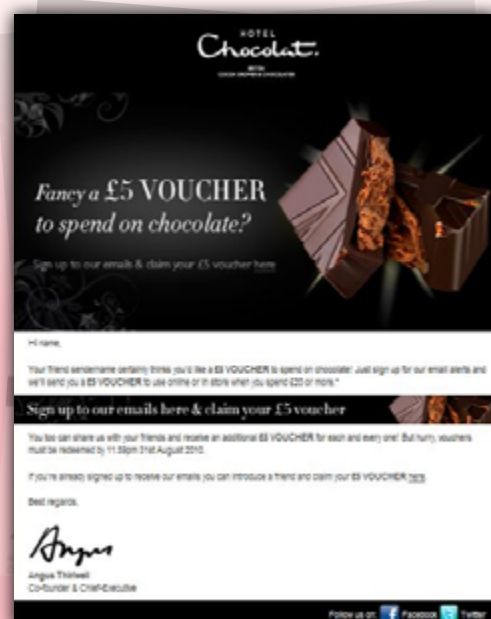 HOTEL
Chocolat.
BRITISH
COCOA GROWER & CHOCOLATIER
Fancy a £5 VOUCHER
to spend on chocolate?
Sign up to our emails & claim your £5 voucher here
Hi name,
Your friend sendername certainly thinks you'd like a £5 VOUCHER to spend on chocolate! Just sign up for our email alerts and
we'll send you a £5 VOUCHER to use online or in store when you spend £20 or more.*
Sign up to our emails here & claim your £5 voucher
You too can share us with your friends and receive an additional £5 VOUCHER for each and every one! But hurry, vouchers
must be redeemed by 11.59pm 31st August 2010.
If you're already signed up to receive our emails you can introduce a friend and claim your £5 VOUCHER here.
Best regards,
Angus
Angus Thirlwell
Co-founder & Chief-Executive
Follow us on: Facebook Twitter